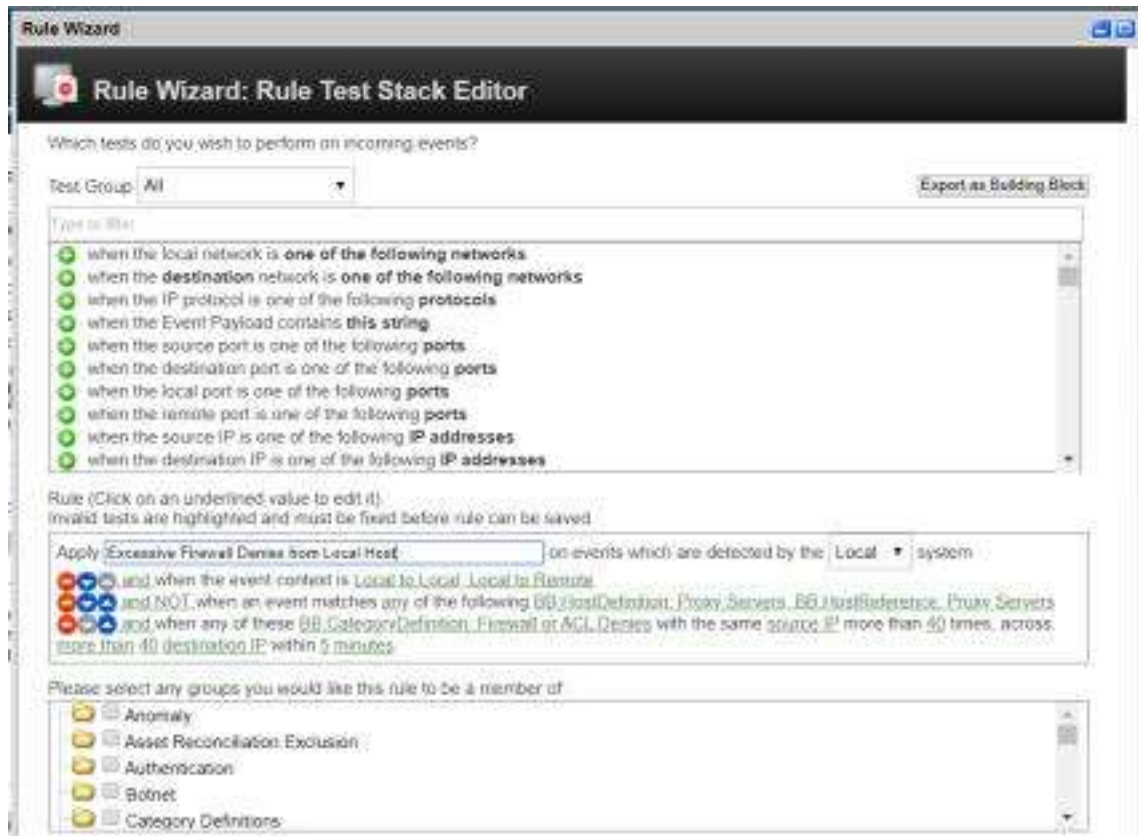 Rule Wizard
Rule Wizard: Rule Test Stack Editor
Which tests do you wish to perform on incoming events?
Test Group All
Export as Building Block
Type to filter
when the local network is one of the following networks
when the destination network is one of the following networks
when the IP protocol is one of the following protocols
when the Event Payload contains this string
when the source port is one of the following ports
when the destination port is one of the following ports
when the local port is one of the following ports
when the remote port is one of the following ports
when the source IP is one of the following IP addresses
when the destination IP is one of the following IP addresses
Rule (Click on an underlined value to edit it)
Invalid tests are highlighted and must be fixed before rule can be saved
Apply Excessive Firewall Denies from Local Host on events which are detected by the Local system
and when the event context is Local to Local, Local to Remote
and NOT when an event matches any of the following BB:HostDefinition: Proxy Servers, BB:HostReference: Proxy Servers
and when any of these BB:CategoryDefinition: Firewall or ACL Denies with the same source IP more than 40 times, across
more than 40 destination IP within 5 minutes
Please select any groups you would like this rule to be a member of
Anomaly
Asset Reconciliation Exclusion
Authentication
Botnet
Category Definitions